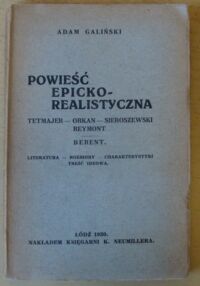 ADAM GALIŃSKI
POWIEŚĆ
EPICKO-
REALISTYCZNA
TETMAJER — ORKAN — SIEROSZEWSKI
REYMONT
BERENT.
LITERATURA — ROZBIORY — CHARAKTERYSTYKI
TREŚĆ IDEOWA.
ŁÓDŹ 1930.
NAKŁADEM KSIĘGARNI K. NEUMILLERA.